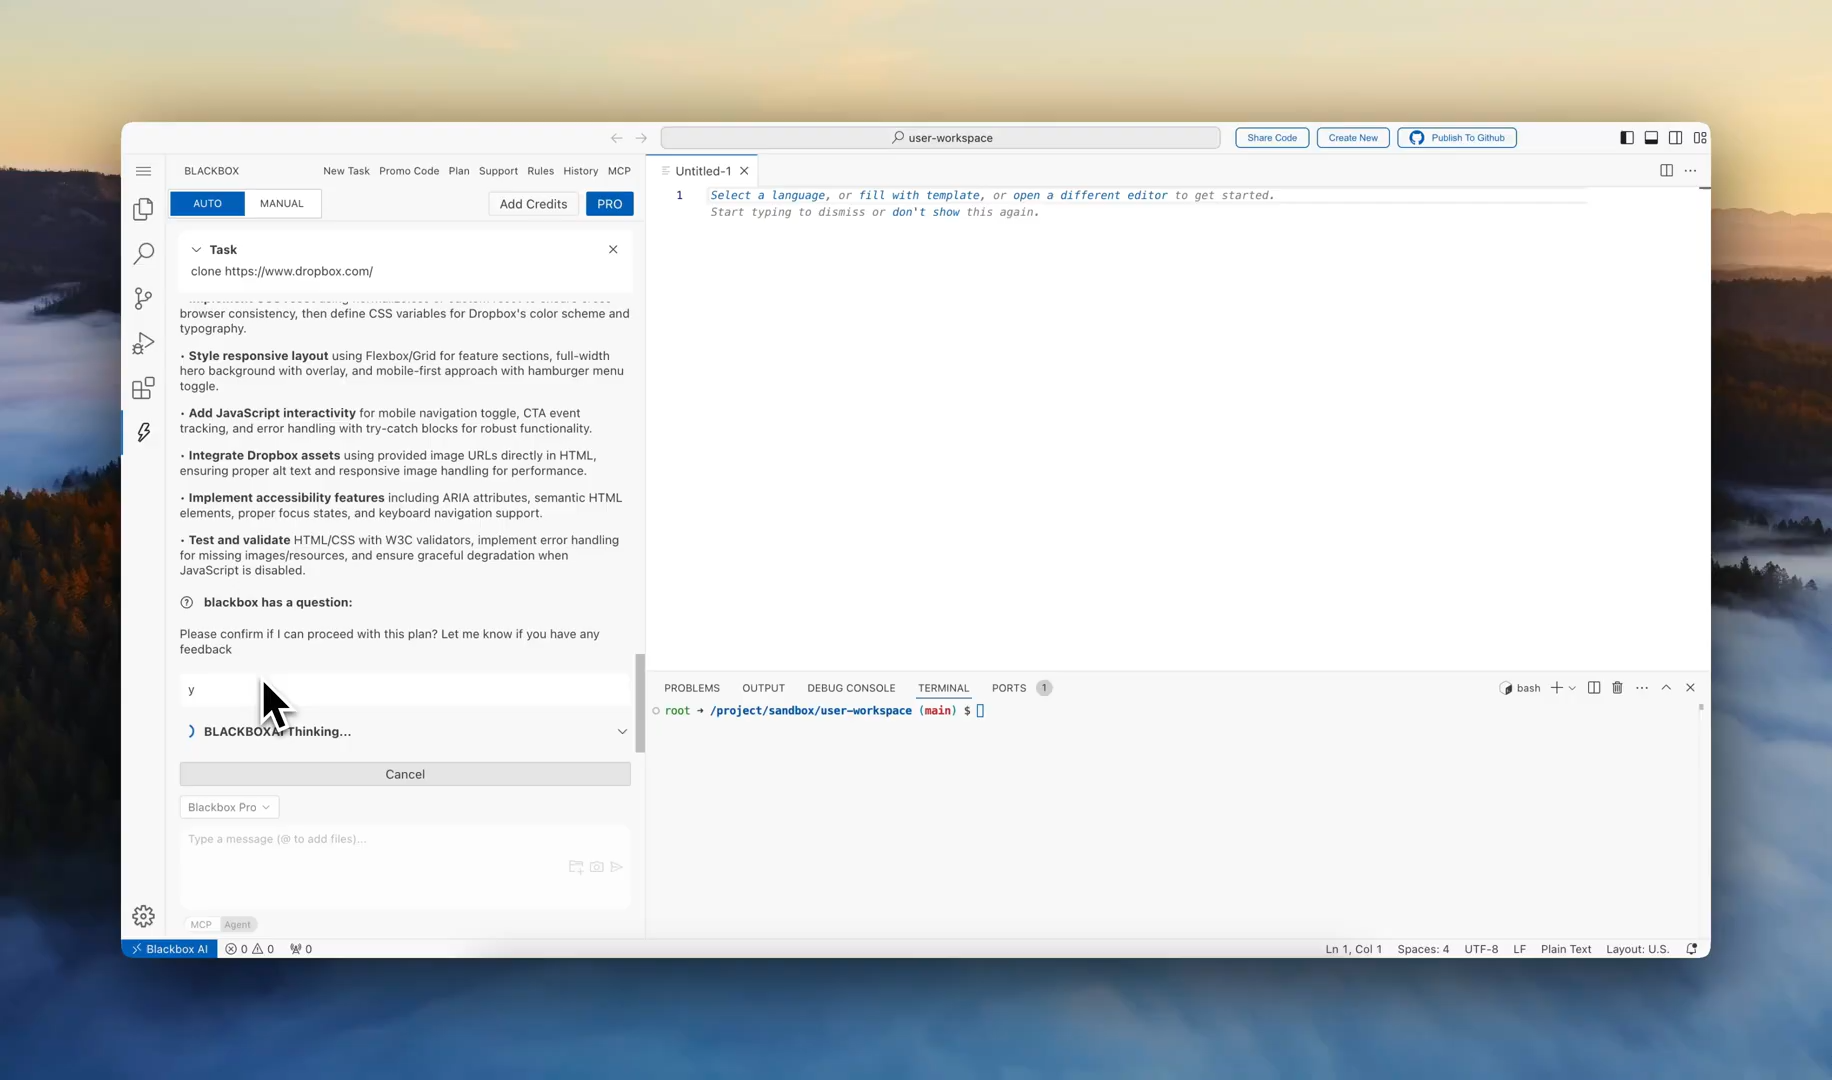 user-workspace
Share Code
Create New
Publish To Github
BLACKBOX
New Task Promo Code Plan Support Rules History MCP
AUTO
MANUAL
Add Credits
PRO
Task
clone https://www.dropbox.com/
browser consistency, then define CSS variables for Dropbox's color scheme and
typography.
• Style responsive layout using Flexbox/Grid for feature sections, full-width
hero background with overlay, and mobile-first approach with hamburger menu
toggle.
• Add JavaScript interactivity for mobile navigation toggle, CTA event
tracking, and error handling with try-catch blocks for robust functionality.
• Integrate Dropbox assets using provided image URLs directly in HTML,
ensuring proper alt text and responsive image handling for performance.
• Implement accessibility features including ARIA attributes, semantic HTML
elements, proper focus states, and keyboard navigation support.
• Test and validate HTML/CSS with W3C validators, implement error handling
for missing images/resources, and ensure graceful degradation when
JavaScript is disabled.
blackbox has a question:
Please confirm if I can proceed with this plan? Let me know if you have any
feedback
y
BLACKBOXAI Thinking...
Cancel
Blackbox Pro
Type a message (@ to add files)...
MCP Agent
Untitled-1
1 Select a language, or fill with template, or open a different editor to get started.
Start typing to dismiss or don't show this again.
PROBLEMS OUTPUT DEBUG CONSOLE TERMINAL PORTS 1
bash
root → /project/sandbox/user-workspace (main) $
Blackbox AI
0 0 0
Ln 1, Col 1 Spaces: 4 UTF-8 LF Plain Text Layout: U.S.